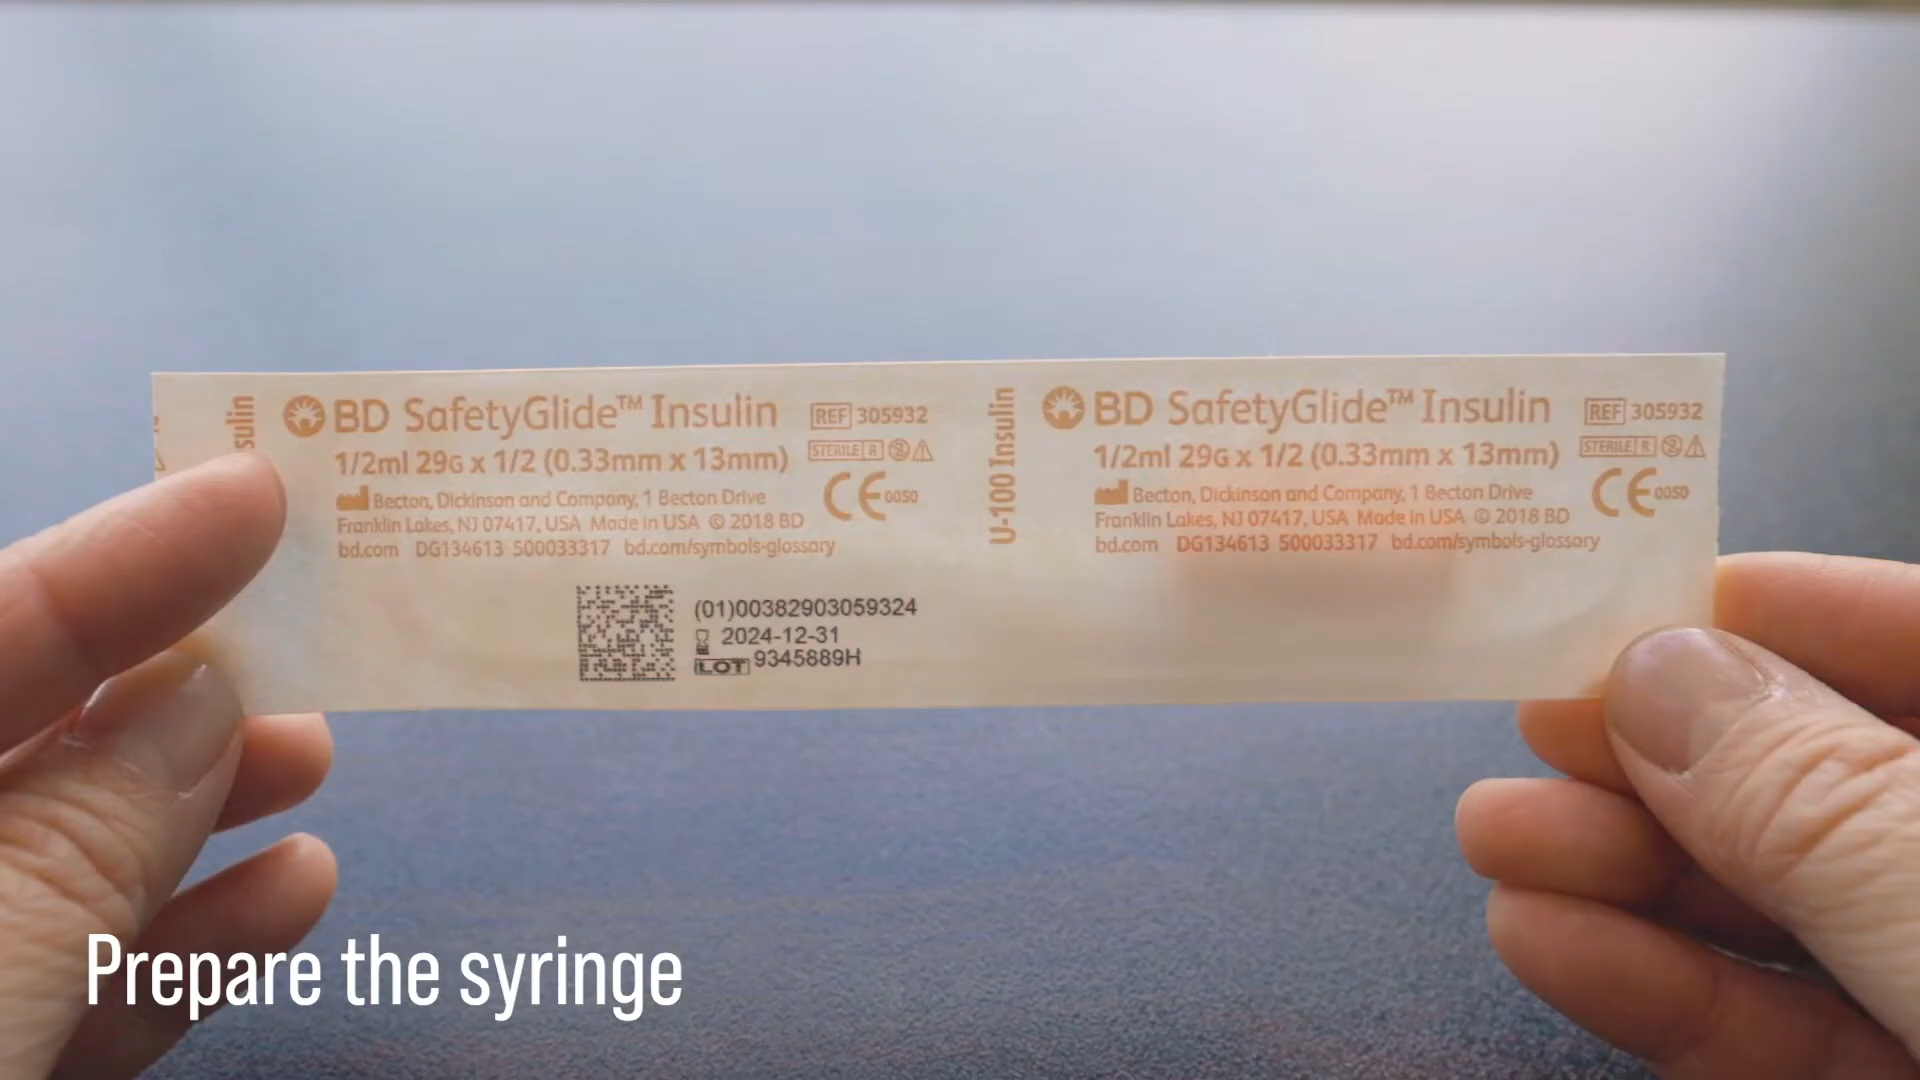 sulin
BD SafetyGlide™ Insulin
REF 305932
1/2ml 29G x 1/2 (0.33mm x 13mm)
STERILE R
Becton, Dickinson and Company, 1 Becton Drive
CE 0050
Franklin Lakes, NJ 07417, USA Made in USA © 2018 BD
bd.com DG134613 500033317 bd.com/symbols-glossary
(01)00382903059324
2024-12-31
LOT 9345889H
U-100 Insulin
BD SafetyGlide™ Insulin
REF 305932
1/2ml 29G x 1/2 (0.33mm x 13mm)
STERILE R
Becton, Dickinson and Company, 1 Becton Drive
CE 0050
Franklin Lakes, NJ 07417, USA Made in USA © 2018 BD
bd.com DG134613 500033317 bd.com/symbols-glossary
Prepare the syringe